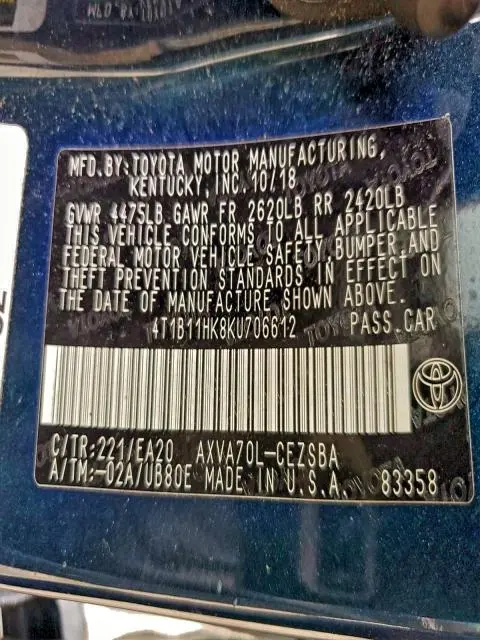 MFD. BY: TOYOTA MOTOR MANUFACTURING,
KENTUCKY, INC. 10/18
GVWR 4475LB GAWR FR 2620LB RR 2420LB
THIS VEHICLE CONFORMS TO ALL APPLICABLE
FEDERAL MOTOR VEHICLE SAFETY, BUMPER, AND
THEFT PREVENTION STANDARDS IN EFFECT ON
THE DATE OF MANUFACTURE SHOWN ABOVE.
4T1B11HK8KU706612 PASS. CAR
C/TR: 221/EA20 AXVA70L-CEZSBA
A/TM: -02A/UB80E MADE IN U.S.A. 83358